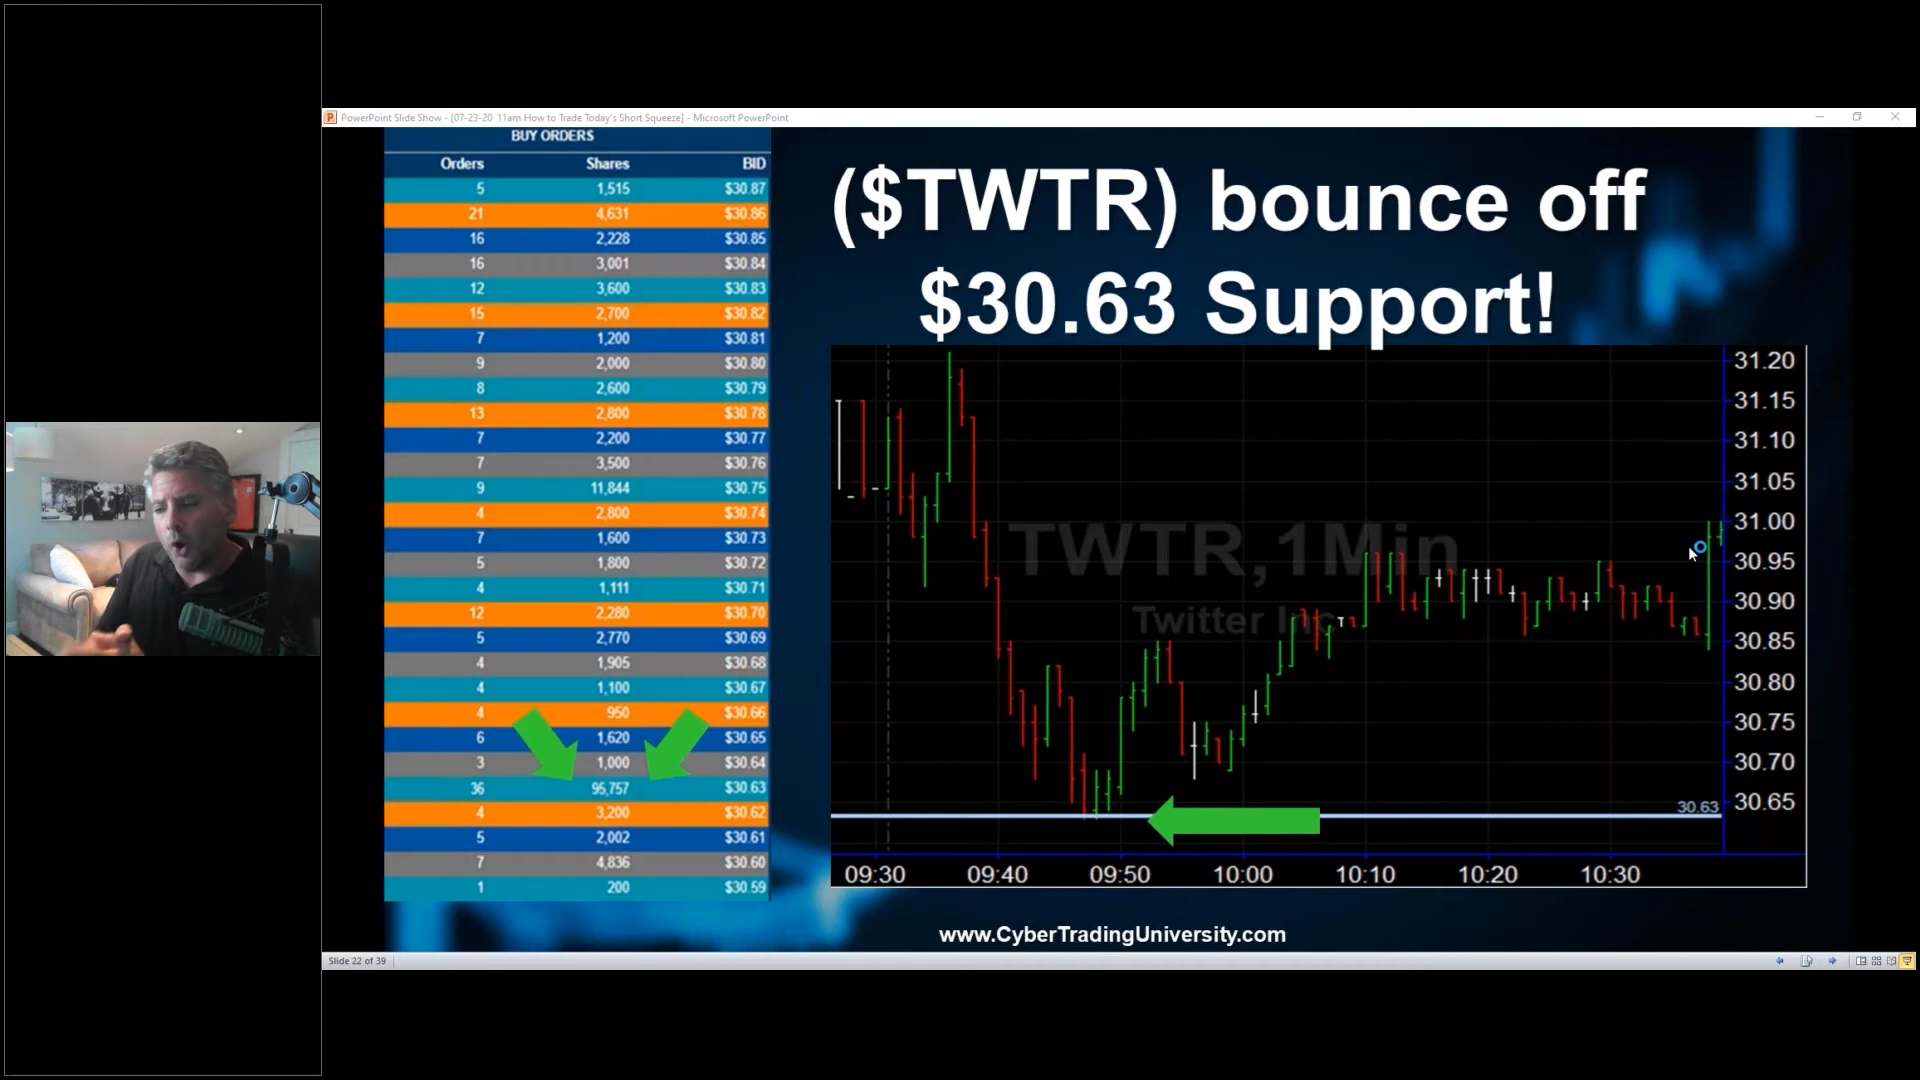 PowerPoint Slide Show - [07-23-20 11am How to Trade Today's Short Squeeze] - Microsoft PowerPoint
BUY ORDERS
Orders Shares BID
5 1,515 $30.87
21 4,631 $30.86
16 2,228 $30.85
16 3,001 $30.84
12 3,600 $30.83
15 2,700 $30.82
7 1,200 $30.81
9 2,000 $30.80
8 2,600 $30.79
13 2,800 $30.78
7 2,200 $30.77
7 3,500 $30.76
9 11,844 $30.75
4 2,800 $30.74
7 1,600 $30.73
5 1,800 $30.72
4 1,111 $30.71
12 2,280 $30.70
5 2,770 $30.69
4 1,905 $30.68
4 1,100 $30.67
4 950 $30.66
6 1,620 $30.65
3 1,000 $30.64
36 95,757 $30.63
4 3,200 $30.62
5 2,002 $30.61
7 4,836 $30.60
1 200 $30.59
($TWTR) bounce off
$30.63 Support!
TWTR,1Min
Twitter Inc
31.20
31.15
31.10
31.05
31.00
30.95
30.90
30.85
30.80
30.75
30.70
30.65
30.63
09:30 09:40 09:50 10:00 10:10 10:20 10:30
www.CyberTradingUniversity.com
Slide 22 of 39